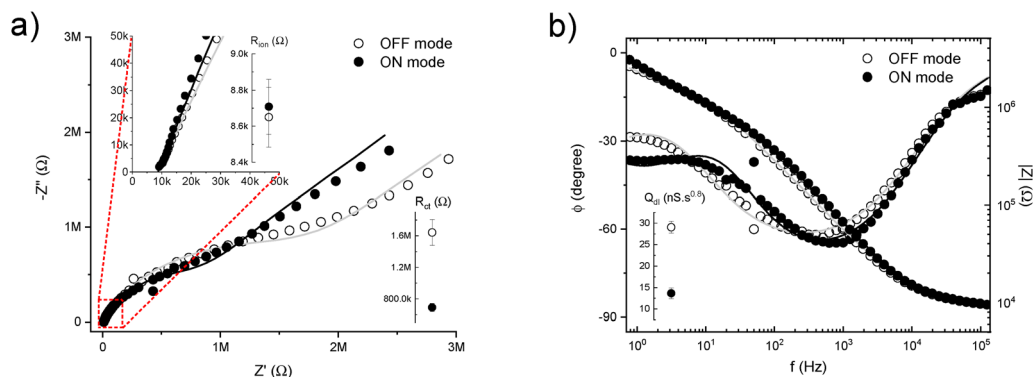 a)
3M
2M
1M
0
-Z'' (Ω)
0
1M
2M
3M
Z' (Ω)
OFF mode
ON mode
50k
40k
30k
20k
10k
0
0
10k
20k
30k
40k
50k
R_ion (Ω)
9.0k
8.8k
8.6k
8.4k
R_ct (Ω)
1.6M
1.2M
800.0k
b)
0
-30
-60
-90
ϕ (degree)
OFF mode
ON mode
Q_dl (nS.s^0.8)
30
25
20
15
10
10^0
10^1
10^2
10^3
10^4
10^5
f (Hz)
10^6
10^5
10^4
|Z| (Ω)